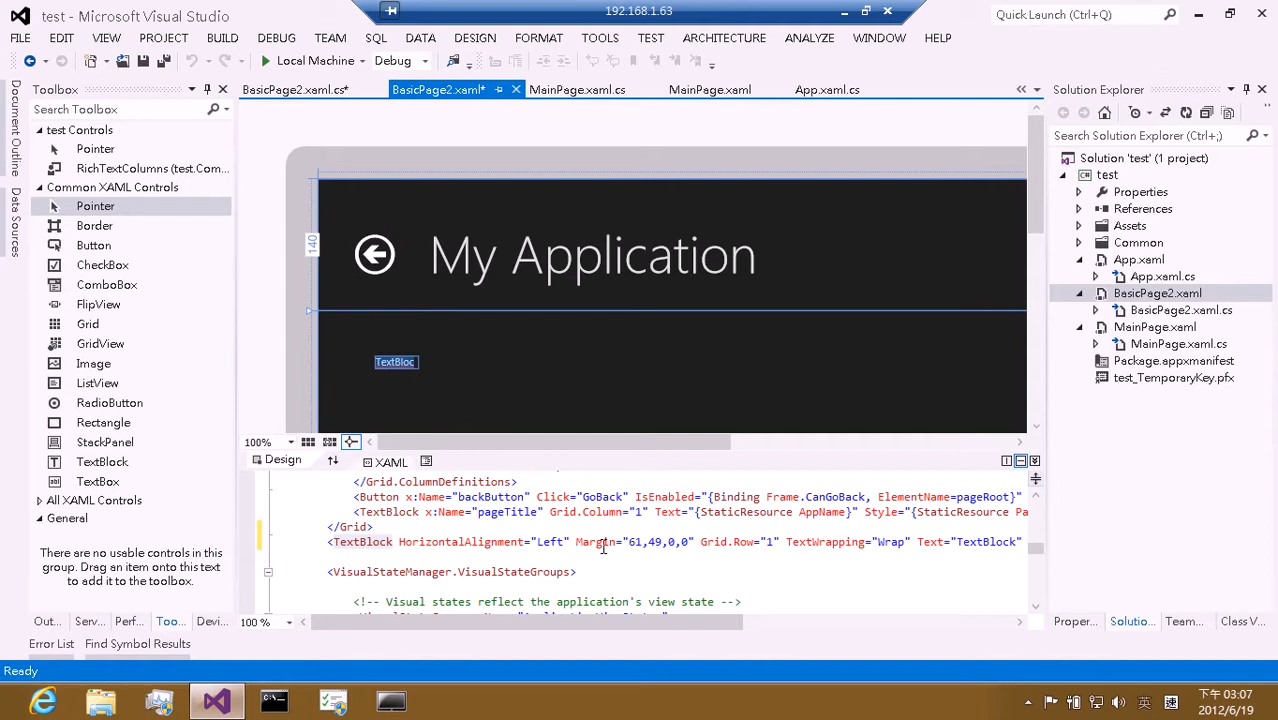 192.168.1.63
test - Microsoft Visual Studio
Quick Launch (Ctrl+;)
FILE EDIT VIEW PROJECT BUILD DEBUG TEAM SQL DATA DESIGN FORMAT TOOLS TEST ARCHITECTURE ANALYZE WINDOW HELP
Local Machine Debug
Document Outline
Data Sources
Toolbox
Search Toolbox
test Controls
Pointer
RichTextColumns (test.Com...
Common XAML Controls
Pointer
Border
Button
CheckBox
ComboBox
FlipView
Grid
GridView
Image
ListView
RadioButton
Rectangle
StackPanel
TextBlock
TextBox
All XAML Controls
General
There are no usable controls in this
group. Drag an item onto this text
to add it to the toolbox.
Out... Serv... Perf... Too... Devi...
BasicPage2.xaml.cs* BasicPage2.xaml* MainPage.xaml.cs MainPage.xaml App.xaml.cs
140
My Application
TextBloc
100%
Design XAML
</Grid.ColumnDefinitions>
<Button x:Name="backButton" Click="GoBack" IsEnabled="{Binding Frame.CanGoBack, ElementName=pageRoot}"
<TextBlock x:Name="pageTitle" Grid.Column="1" Text="{StaticResource AppName}" Style="{StaticResource Pa
</Grid>
<TextBlock HorizontalAlignment="Left" Margin="61,49,0,0" Grid.Row="1" TextWrapping="Wrap" Text="TextBlock"
<VisualStateManager.VisualStateGroups>
<!-- Visual states reflect the application's view state -->
100 %
Solution Explorer
Search Solution Explorer (Ctrl+;)
Solution 'test' (1 project)
test
Properties
References
Assets
Common
App.xaml
App.xaml.cs
BasicPage2.xaml
BasicPage2.xaml.cs
MainPage.xaml
MainPage.xaml.cs
Package.appxmanifest
test_TemporaryKey.pfx
Proper... Solutio... Team... Class V...
Error List Find Symbol Results
Ready
英 速
下午 03:07
2012/6/19